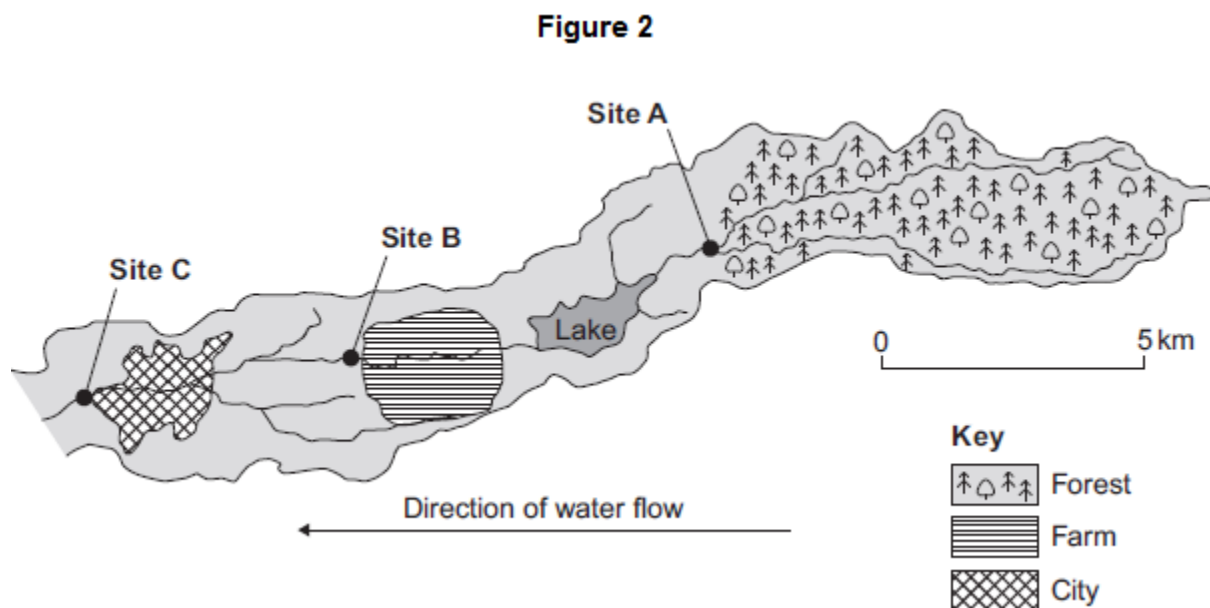 Figure 2
Site A
Site B
Site C
Lake
0 5 km
Direction of water flow
Key
Forest
Farm
City